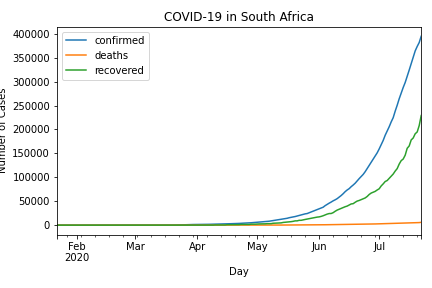 COVID-19 in South Africa
400000
350000
300000
250000
200000
150000
100000
50000
0
Number of Cases
confirmed
deaths
recovered
Feb
2020
Mar
Apr
May
Jun
Jul
Day